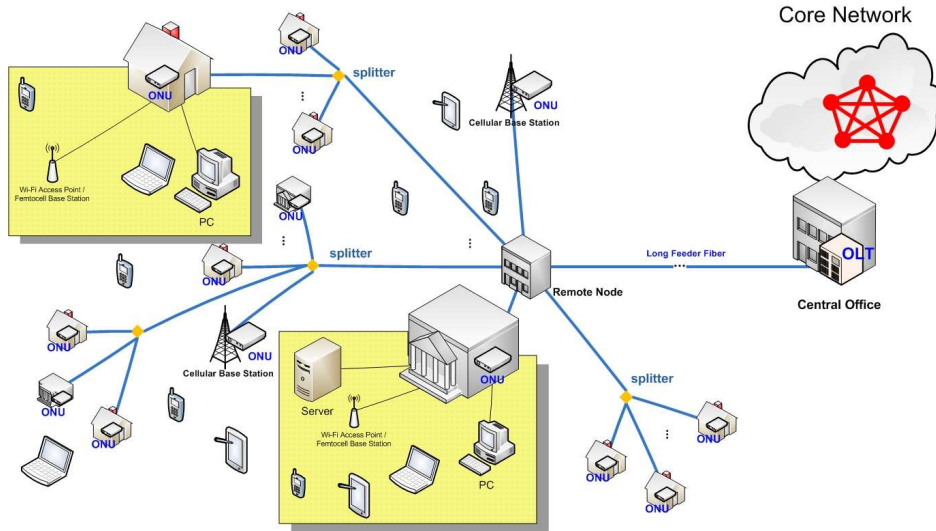 Core Network
ONU
splitter
ONU
ONU
Cellular Base Station
ONU
Wi-Fi Access Point /
Femtocell Base Station
PC
ONU
splitter
ONU
Long Feeder Fiber
OLT
Remote Node
Central Office
ONU
ONU
Cellular Base Station
ONU
splitter
ONU
Server
ONU
Wi-Fi Access Point /
Femtocell Base Station
PC
ONU
ONU
ONU